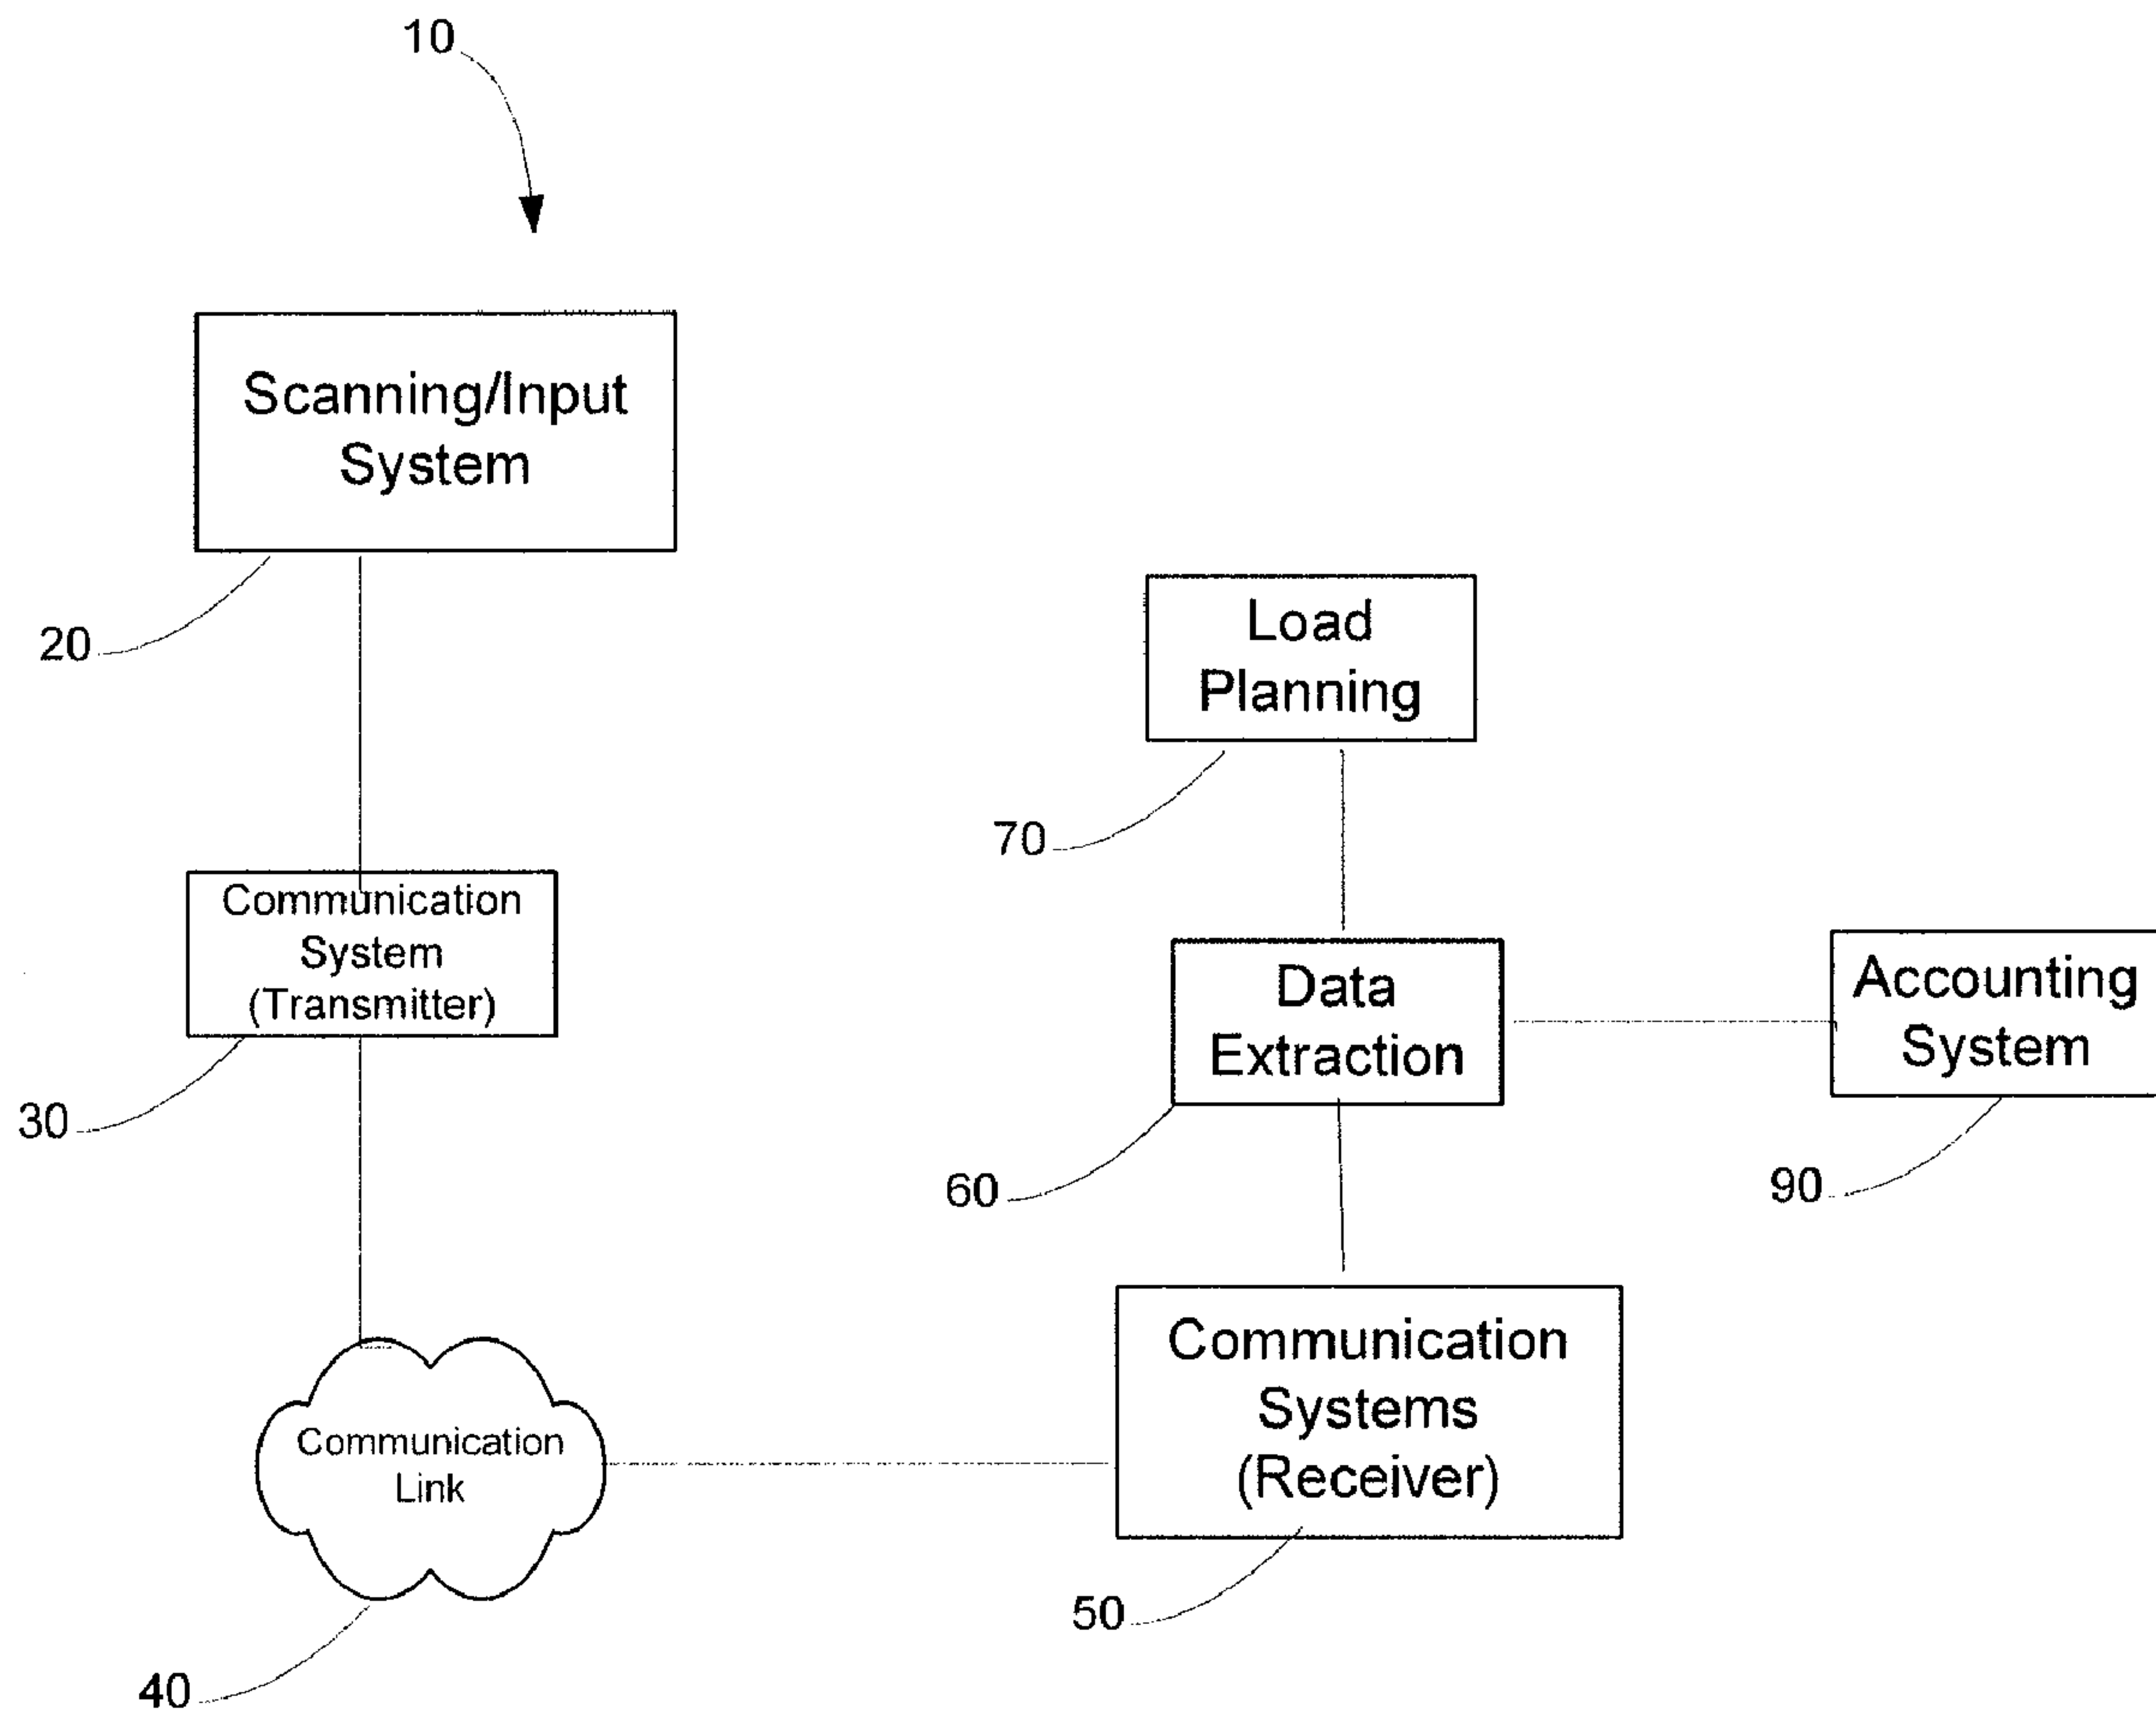 10
Scanning/Input
System
20
Load
Planning
70
Communication
System
(Transmitter)
30
Data
Extraction
60
Accounting
System
90
Communication
Link
40
Communication
Systems
(Receiver)
50